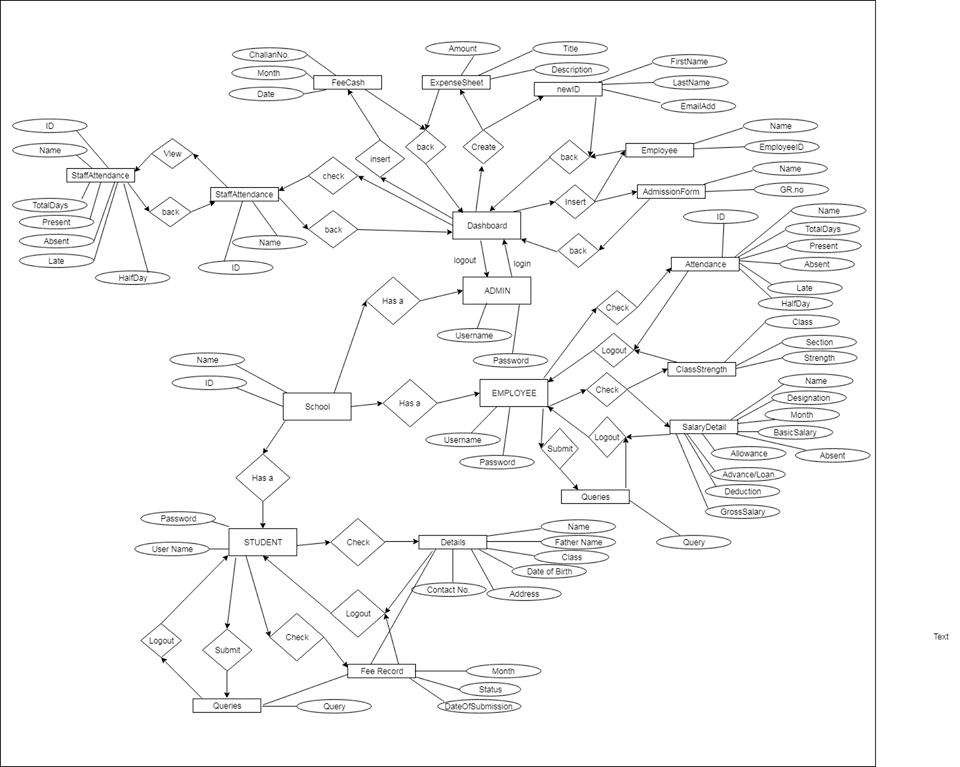 ChallanNo.
Month
Date
FeeCash
Amount
ExpenseSheet
Title
Description
newID
FirstName
LastName
EmailAdd
ID
Name
StaffAttendance
TotalDays
Present
Absent
Late
HalfDay
View
back
StaffAttendance
Name
ID
check
back
insert
back
Create
back
Employee
Name
EmployeeID
Insert
AdmissionForm
Name
GR.no
back
Dashboard
logout
login
ADMIN
Username
Password
Has a
ID
Attendance
Name
TotalDays
Present
Absent
Late
HalfDay
Check
Logout
ClassStrength
Class
Section
Strength
Name
ID
School
Has a
EMPLOYEE
Username
Password
Check
Logout
Submit
SalaryDetail
Name
Designation
Month
BasicSalary
Absent
Allowance
Advance/Loan
Deduction
GrossSalary
Queries
Query
Has a
Password
User Name
STUDENT
Check
Details
Name
Father Name
Class
Date of Birth
Address
Contact No.
Logout
Logout
Submit
Check
Fee Record
Month
Status
DateOfSubmission
Queries
Query
Text